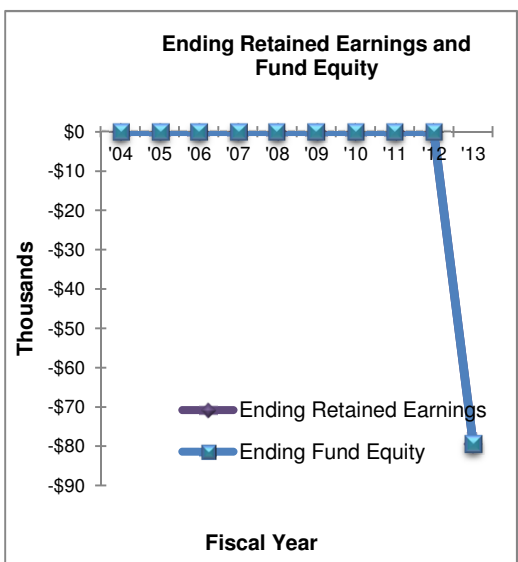 Ending Retained Earnings and
Fund Equity
$0
'04 '05 '06 '07 '08 '09 '10 '11 '12 '13
-$10
-$20
-$30
-$40
-$50
-$60
-$70
-$80
-$90
Thousands
Ending Retained Earnings
Ending Fund Equity
Fiscal Year